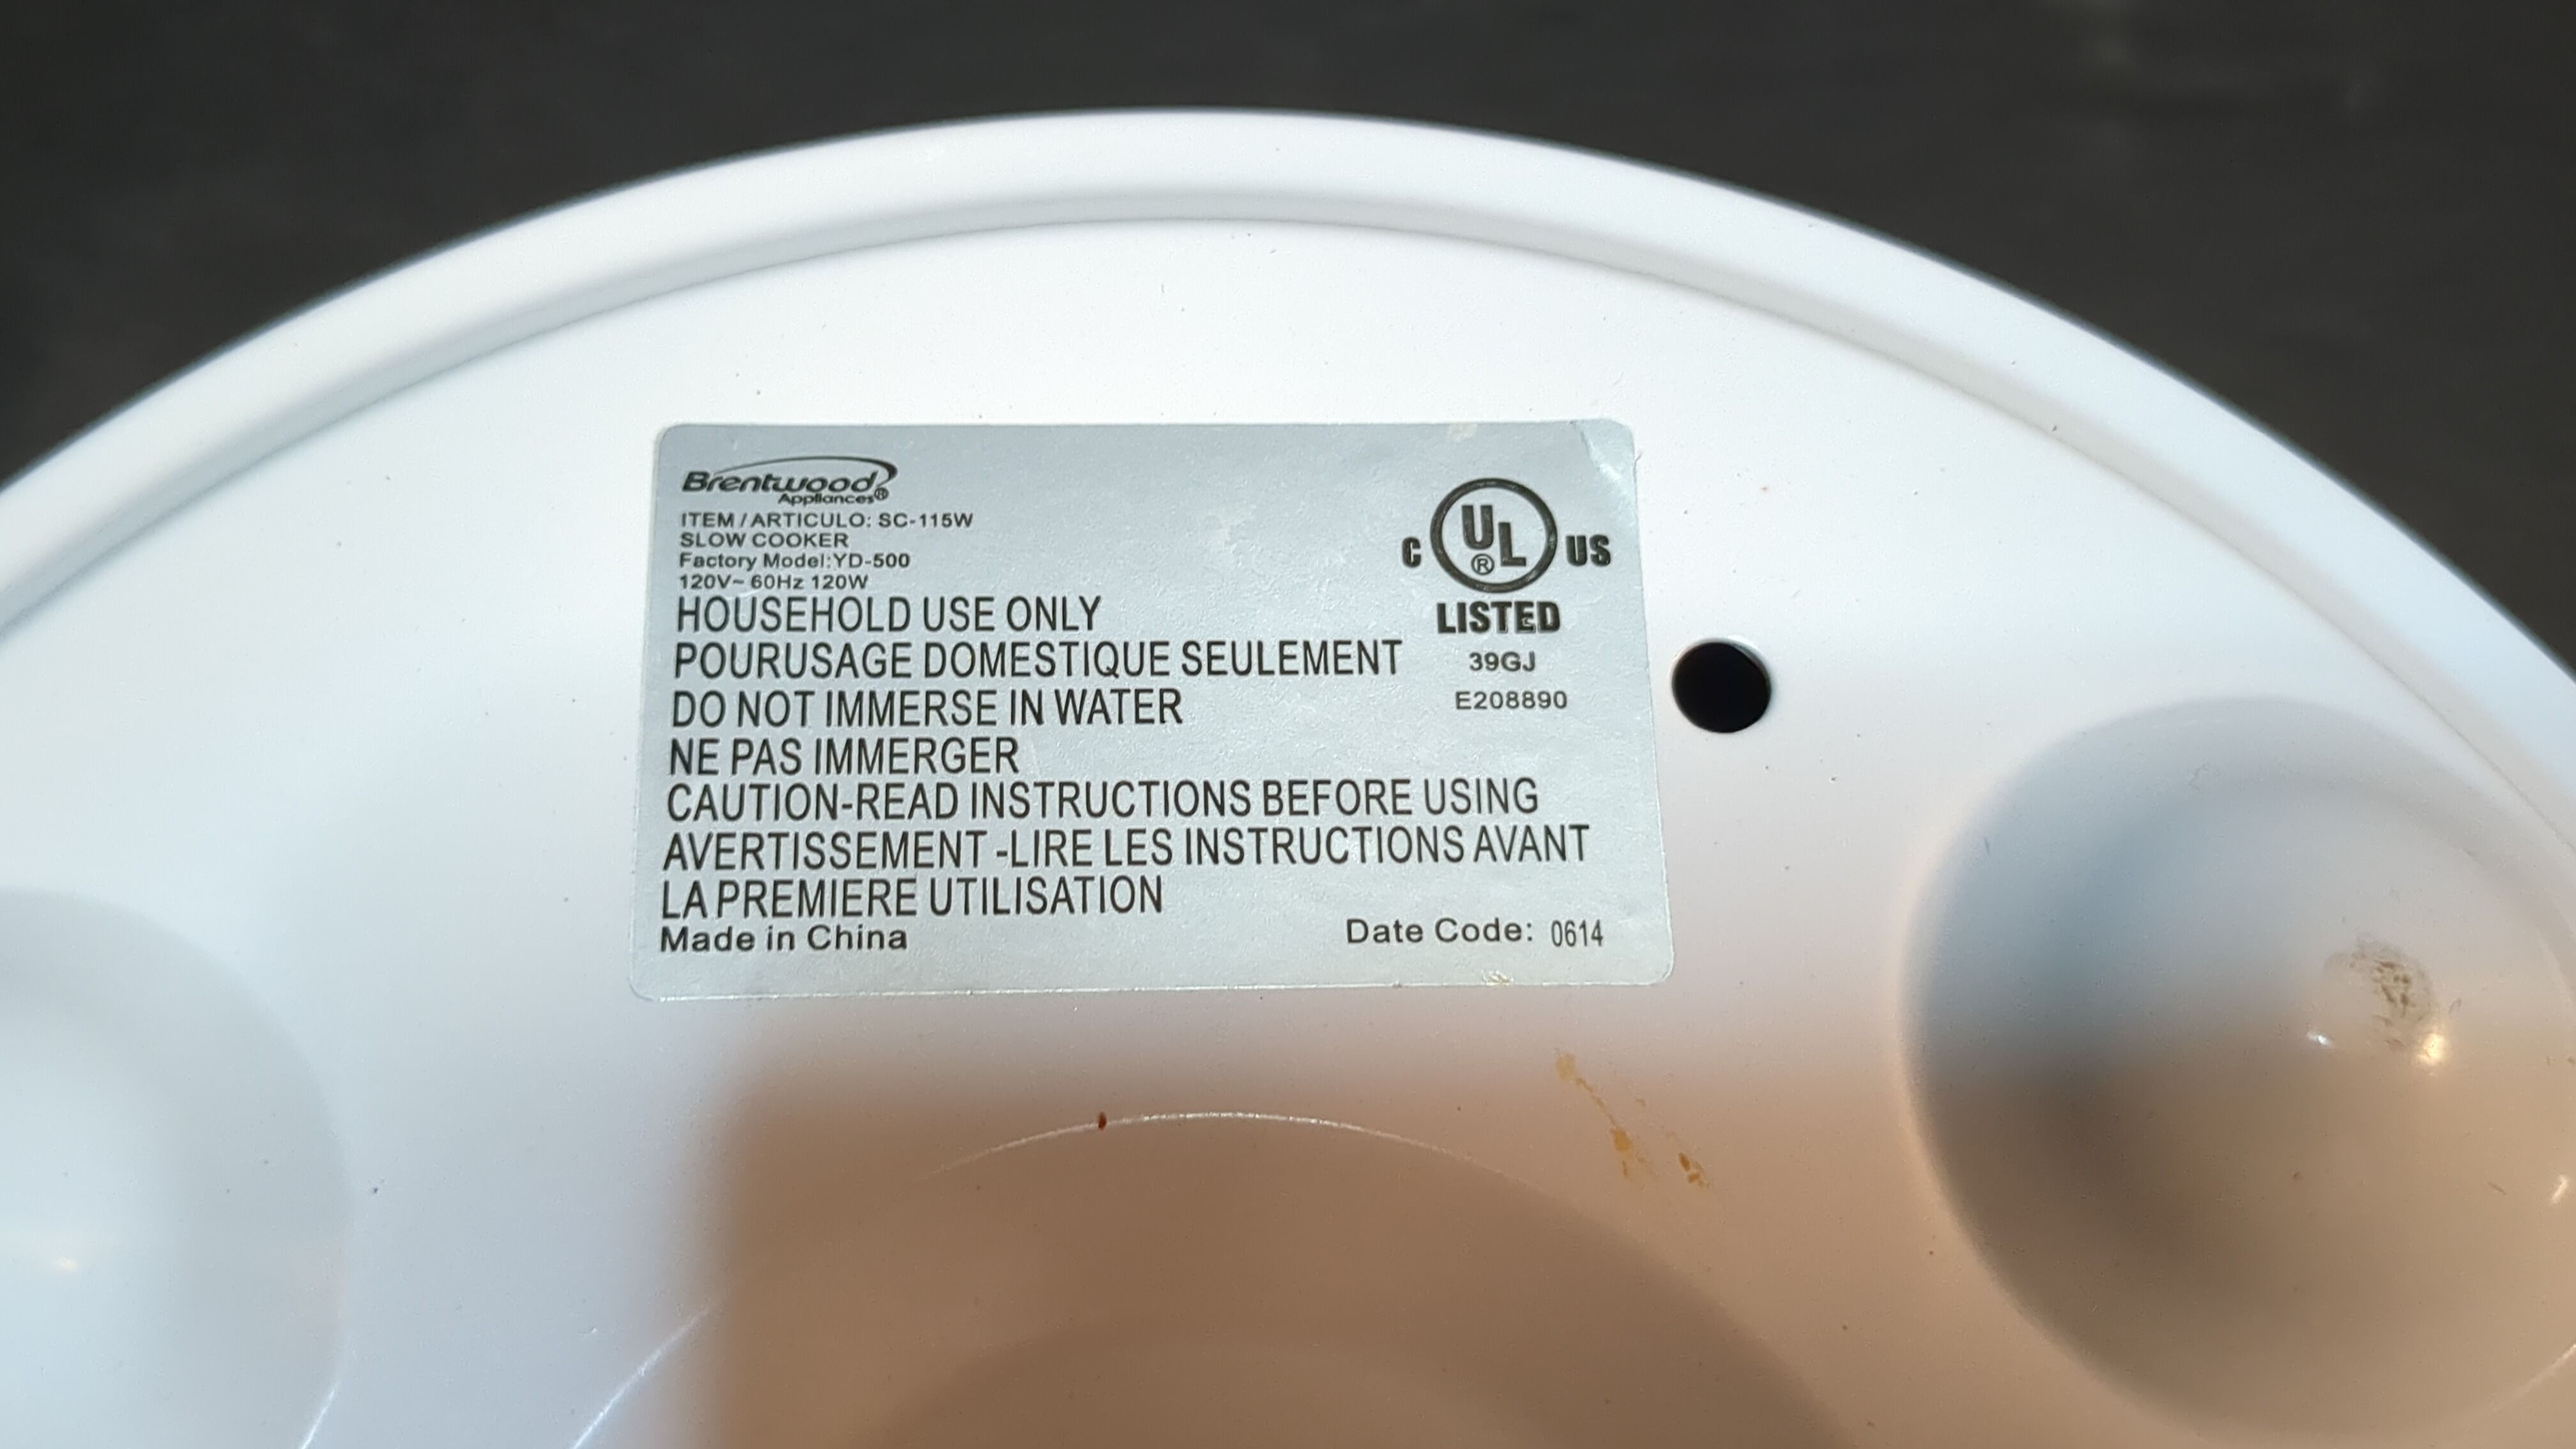 Brentwood
Appliances®
ITEM / ARTICULO: SC-115W
SLOW COOKER
Factory Model:YD-500
120V~ 60Hz 120W
HOUSEHOLD USE ONLY
POURUSAGE DOMESTIQUE SEULEMENT
DO NOT IMMERSE IN WATER
NE PAS IMMERGER
CAUTION-READ INSTRUCTIONS BEFORE USING
AVERTISSEMENT -LIRE LES INSTRUCTIONS AVANT
LA PREMIERE UTILISATION
Made in China
C UL® US
LISTED
39GJ
E208890
Date Code: 0614